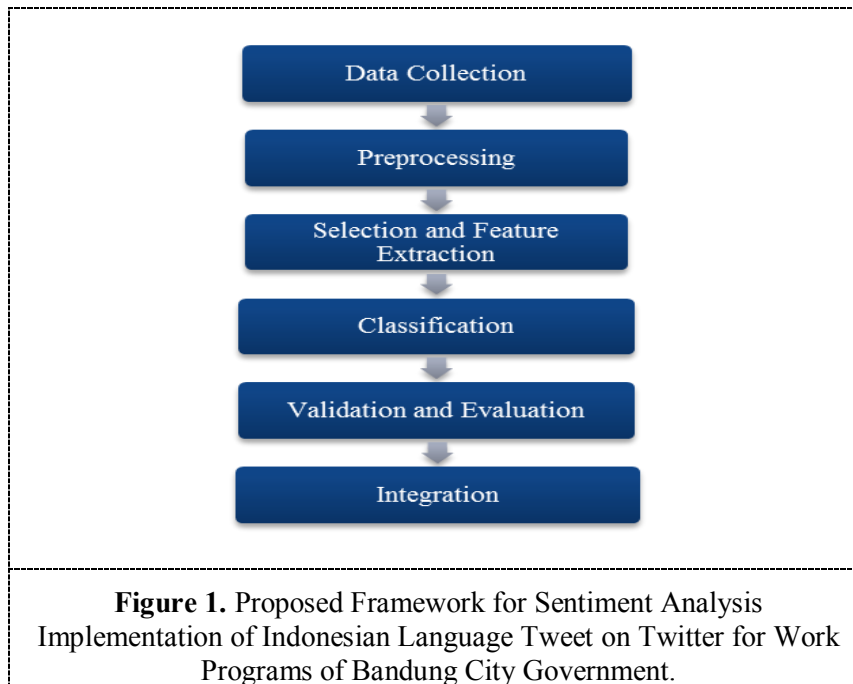 Data Collection
Preprocessing
Selection and Feature
Extraction
Classification
Validation and Evaluation
Integration
Figure 1. Proposed Framework for Sentiment Analysis
Implementation of Indonesian Language Tweet on Twitter for Work
Programs of Bandung City Government.